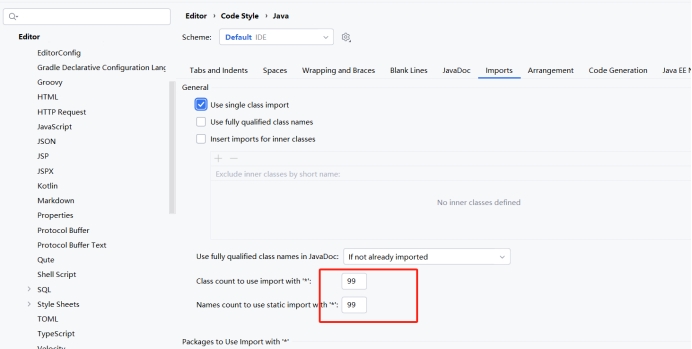 Editor › Code Style › Java
Editor
Scheme: Default IDE
EditorConfig
Gradle Declarative Configuration Lang
Groovy
HTML
HTTP Request
JavaScript
JSON
JSP
JSPX
Kotlin
Markdown
Properties
Protocol Buffer
Protocol Buffer Text
Qute
Shell Script
SQL
Style Sheets
TOML
TypeScript
Velocity
Tabs and Indents Spaces Wrapping and Braces Blank Lines JavaDoc Imports Arrangement Code Generation Java EE N
General
Use single class import
Use fully qualified class names
Insert imports for inner classes
Exclude inner classes by short name:
No inner classes defined
Use fully qualified class names in JavaDoc: If not already imported
Class count to use import with '*': 99
Names count to use static import with '*': 99
Packages to Use Import with '*'